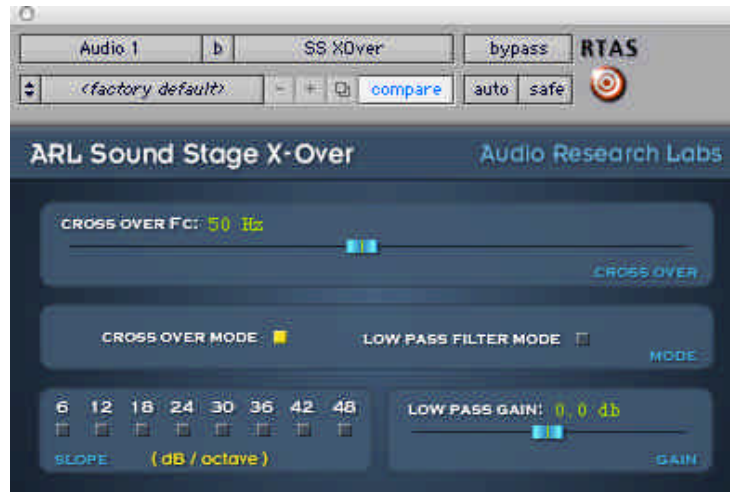 Audio 1 b SS XOver bypass RTAS
<factory default> - + compare auto safe
ARL Sound Stage X-Over Audio Research Labs
CROSS OVER FC: 50 Hz
CROSS OVER
CROSS OVER MODE LOW PASS FILTER MODE
MODE
6 12 18 24 30 36 42 48
SLOPE (dB / octave)
LOW PASS GAIN: 0.0 db
GAIN